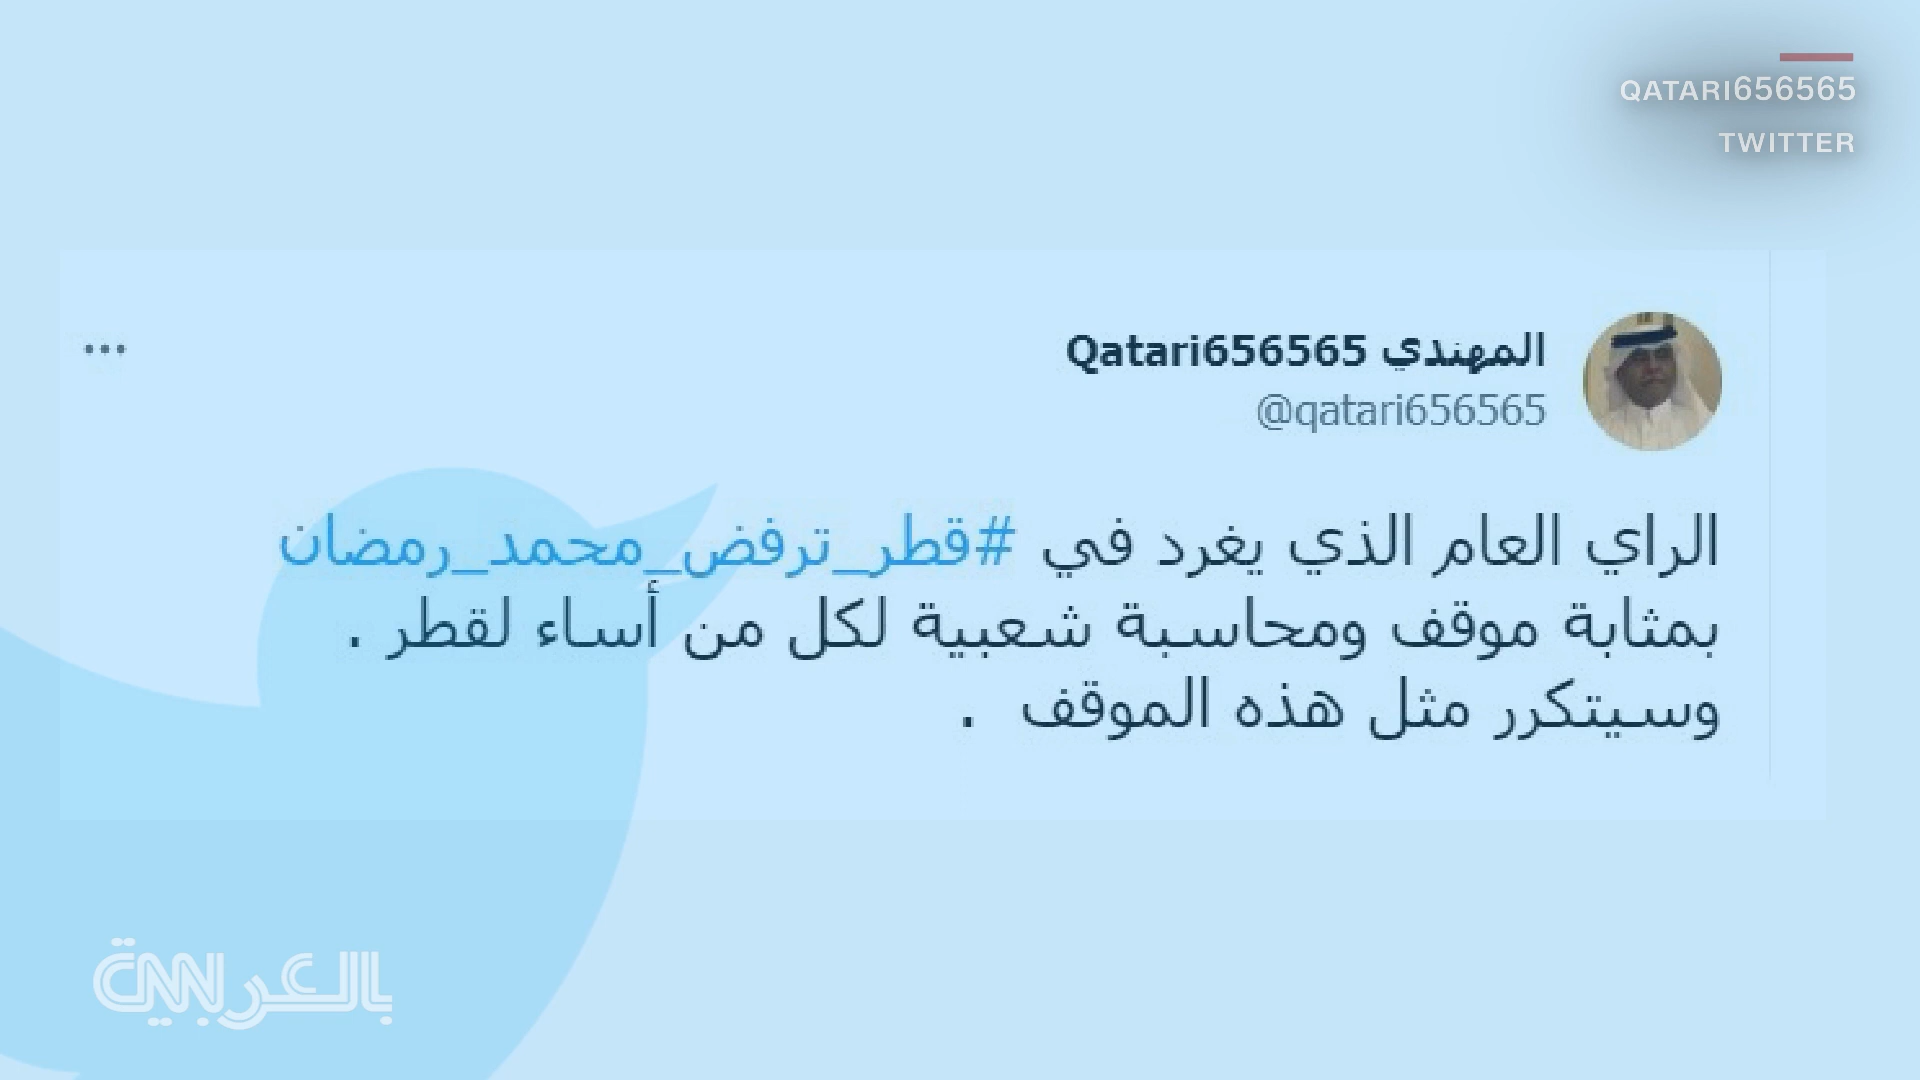 QATARI656565
TWITTER
المهندي Qatari656565
@qatari656565
الراي العام الذي يغرد في #قطر_ترفض_محمد_رمضان
بمثابة موقف ومحاسبة شعبية لكل من أساء لقطر .
وسيتكرر مثل هذه الموقف .
CNN بالعربية